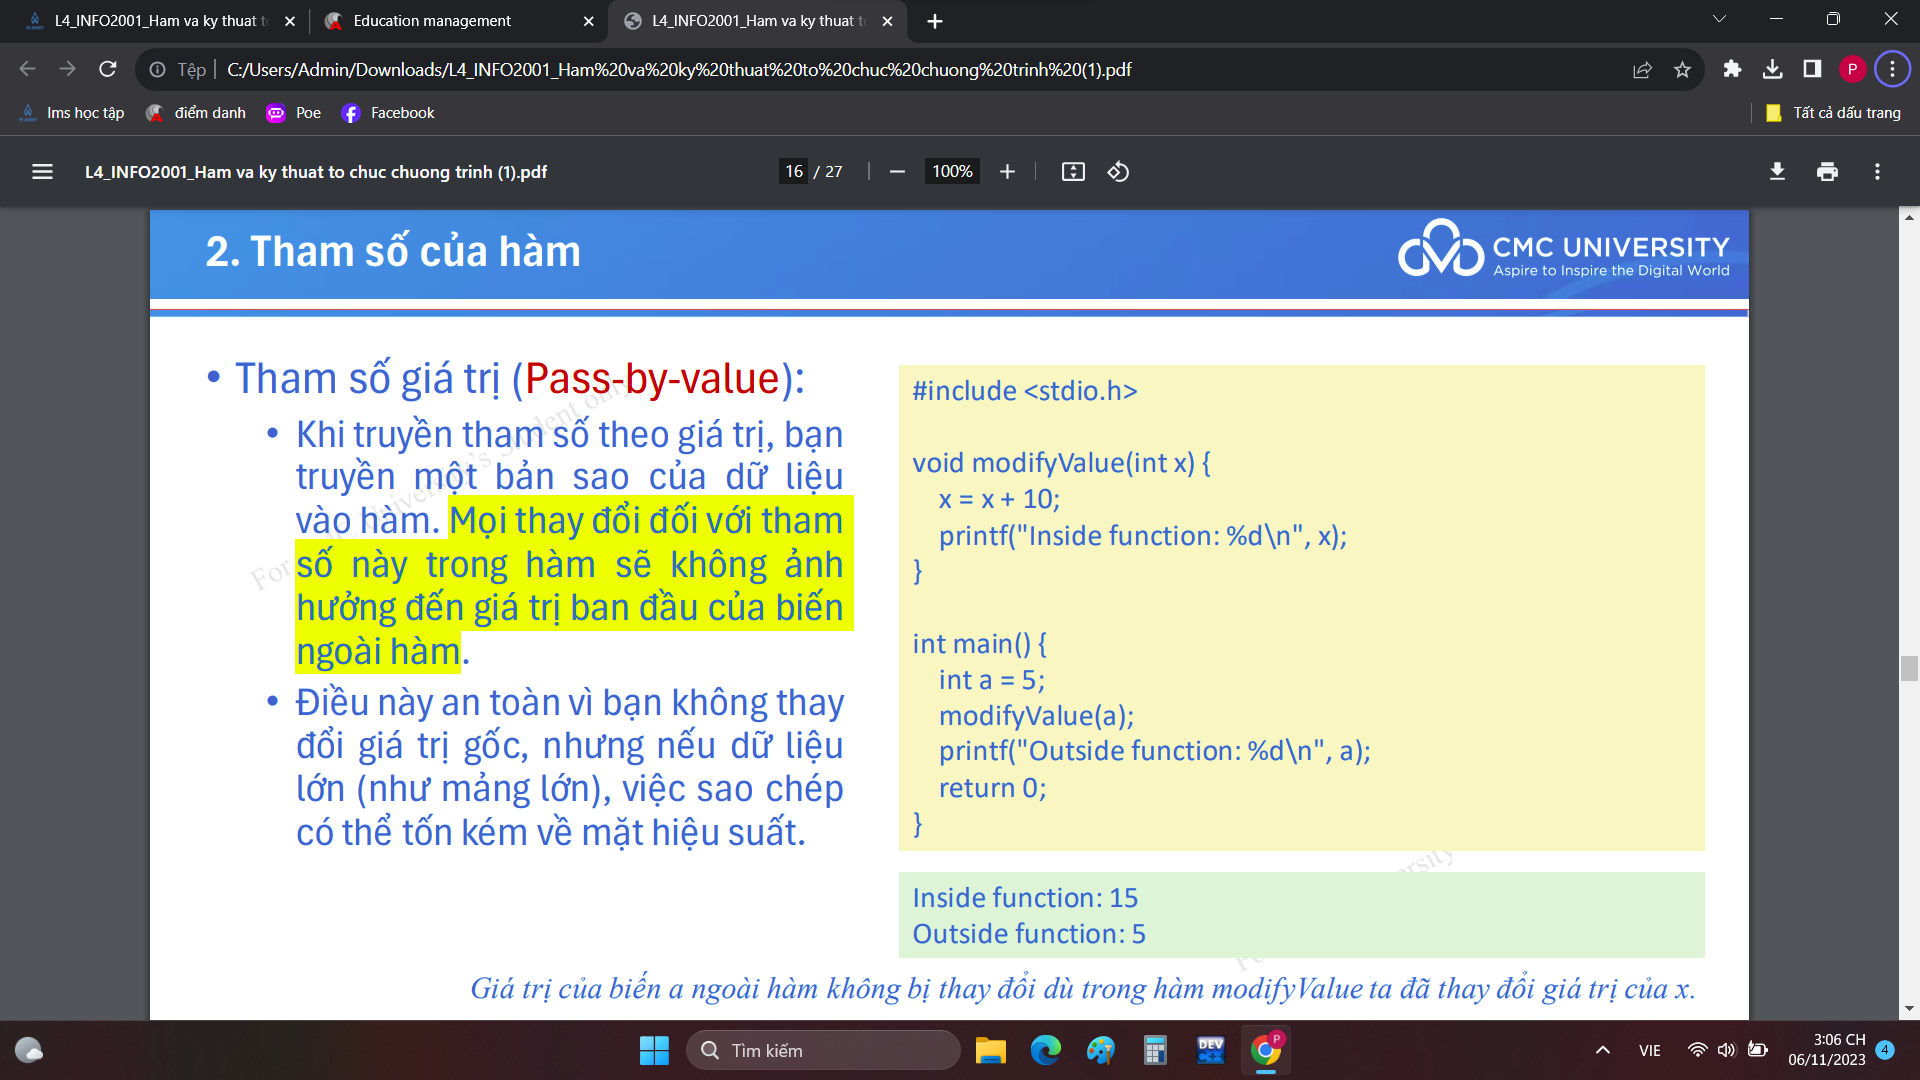 L4_INFO2001_Ham va ky thuat t
Education management
L4_INFO2001_Ham va ky thuat t
Tệp
C:/Users/Admin/Downloads/L4_INFO2001_Ham%20va%20ky%20thuat%20to%20chuc%20chuong%20trinh%20(1).pdf
P
lms học tập
điểm danh
Poe
Facebook
Tất cả dấu trang
L4_INFO2001_Ham va ky thuat to chuc chuong trinh (1).pdf
16 / 27
100%
2. Tham số của hàm
CMC UNIVERSITY
Aspire to Inspire the Digital World
• Tham số giá trị (Pass-by-value):
• Khi truyền tham số theo giá trị, bạn
truyền một bản sao của dữ liệu
vào hàm. Mọi thay đổi đối với tham
số này trong hàm sẽ không ảnh
hưởng đến giá trị ban đầu của biến
ngoài hàm.
• Điều này an toàn vì bạn không thay
đổi giá trị gốc, nhưng nếu dữ liệu
lớn (như mảng lớn), việc sao chép
có thể tốn kém về mặt hiệu suất.
#include <stdio.h>
void modifyValue(int x) {
x = x + 10;
printf("Inside function: %d\n", x);
}
int main() {
int a = 5;
modifyValue(a);
printf("Outside function: %d\n", a);
return 0;
}
Inside function: 15
Outside function: 5
Giá trị của biến a ngoài hàm không bị thay đổi dù trong hàm modifyValue ta đã thay đổi giá trị của x.
Tìm kiếm
DEV
P
VIE
3:06 CH
06/11/2023
4